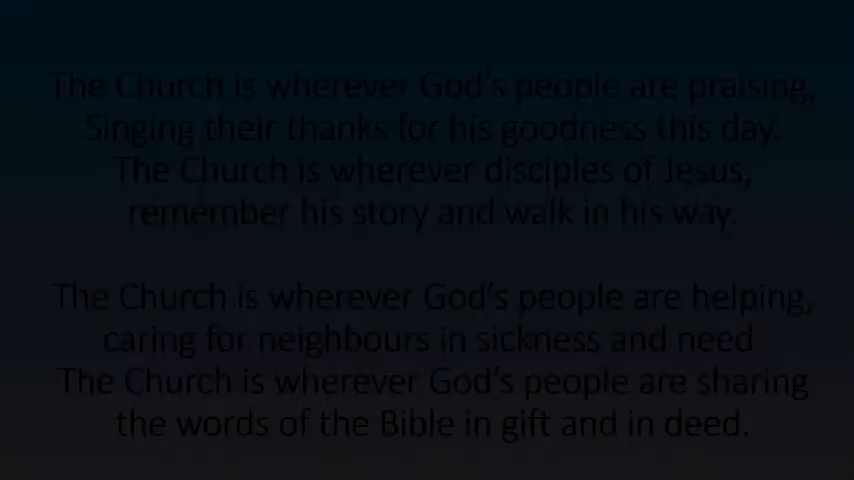 The Church is wherever God's people are praising,
Singing their thanks for his goodness this day.
The Church is wherever disciples of Jesus,
remember his story and walk in his way.
The Church is wherever God's people are helping,
caring for neighbours in sickness and need.
The Church is wherever God's people are sharing
the words of the Bible in gift and in deed.